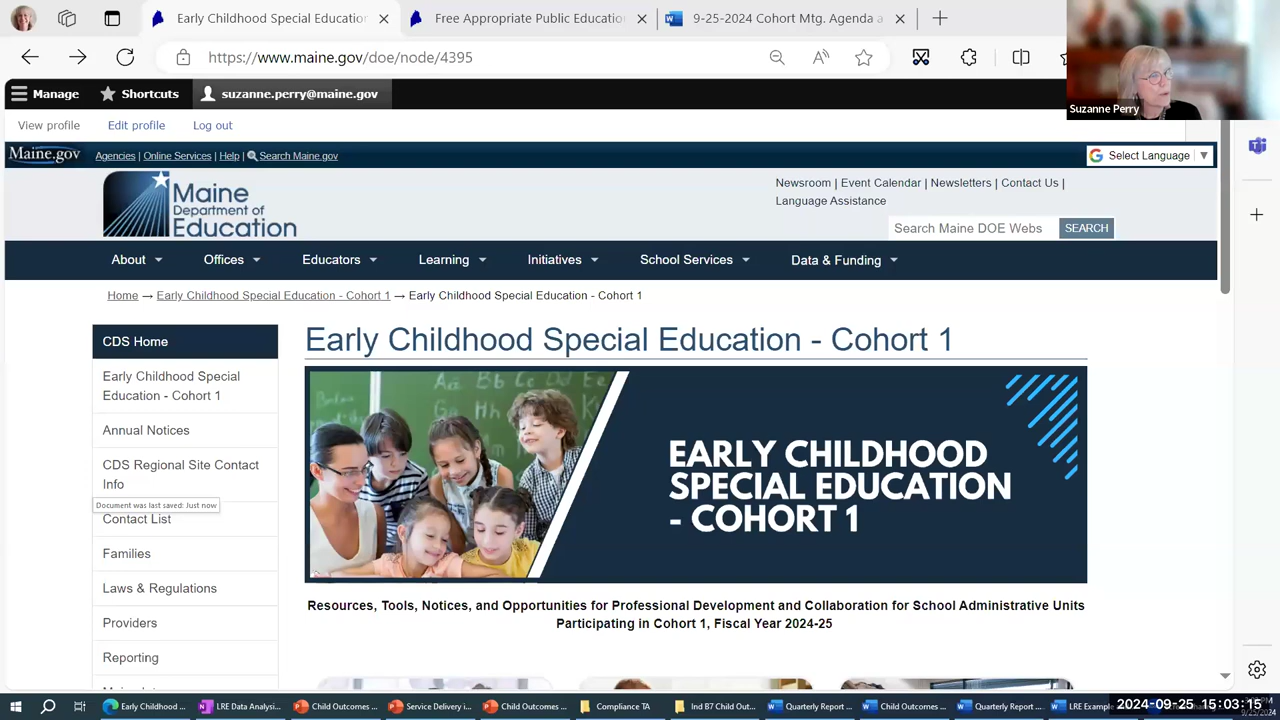 Early Childhood Special Education
Free Appropriate Public Education
9-25-2024 Cohort Mtg. Agenda a
https://www.maine.gov/doe/node/4395
Manage
Shortcuts
suzanne.perry@maine.gov
Suzanne Perry
View profile
Edit profile
Log out
Maine.gov
Agencies | Online Services | Help | Search Maine.gov
Select Language ▼
Maine
Department of
Education
Newsroom | Event Calendar | Newsletters | Contact Us |
Language Assistance
Search Maine DOE Webs
SEARCH
About
Offices
Educators
Learning
Initiatives
School Services
Data & Funding
Home → Early Childhood Special Education - Cohort 1 → Early Childhood Special Education - Cohort 1
CDS Home
Early Childhood Special
Education - Cohort 1
Annual Notices
CDS Regional Site Contact
Info
Document was last saved: Just now
Contact List
Families
Laws & Regulations
Providers
Reporting
Early Childhood Special Education - Cohort 1
Aa Bb Cc Dd Ee
EARLY CHILDHOOD
SPECIAL EDUCATION
- COHORT 1
Resources, Tools, Notices, and Opportunities for Professional Development and Collaboration for School Administrative Units
Participating in Cohort 1, Fiscal Year 2024-25
Early Childhood ...
LRE Data Analysi...
Child Outcomes ...
Service Delivery i...
Child Outcomes ...
Compliance TA
Ind B7 Child Out...
Quarterly Report ...
Child Outcomes ...
Quarterly Report ...
LRE Example
2024-09-25 15:03:15